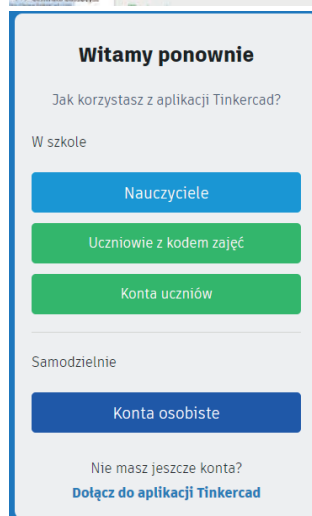 Witamy ponownie
Jak korzystasz z aplikacji Tinkercad?
W szkole
Nauczyciele
Uczniowie z kodem zajęć
Konta uczniów
Samodzielnie
Konta osobiste
Nie masz jeszcze konta?
Dołącz do aplikacji Tinkercad